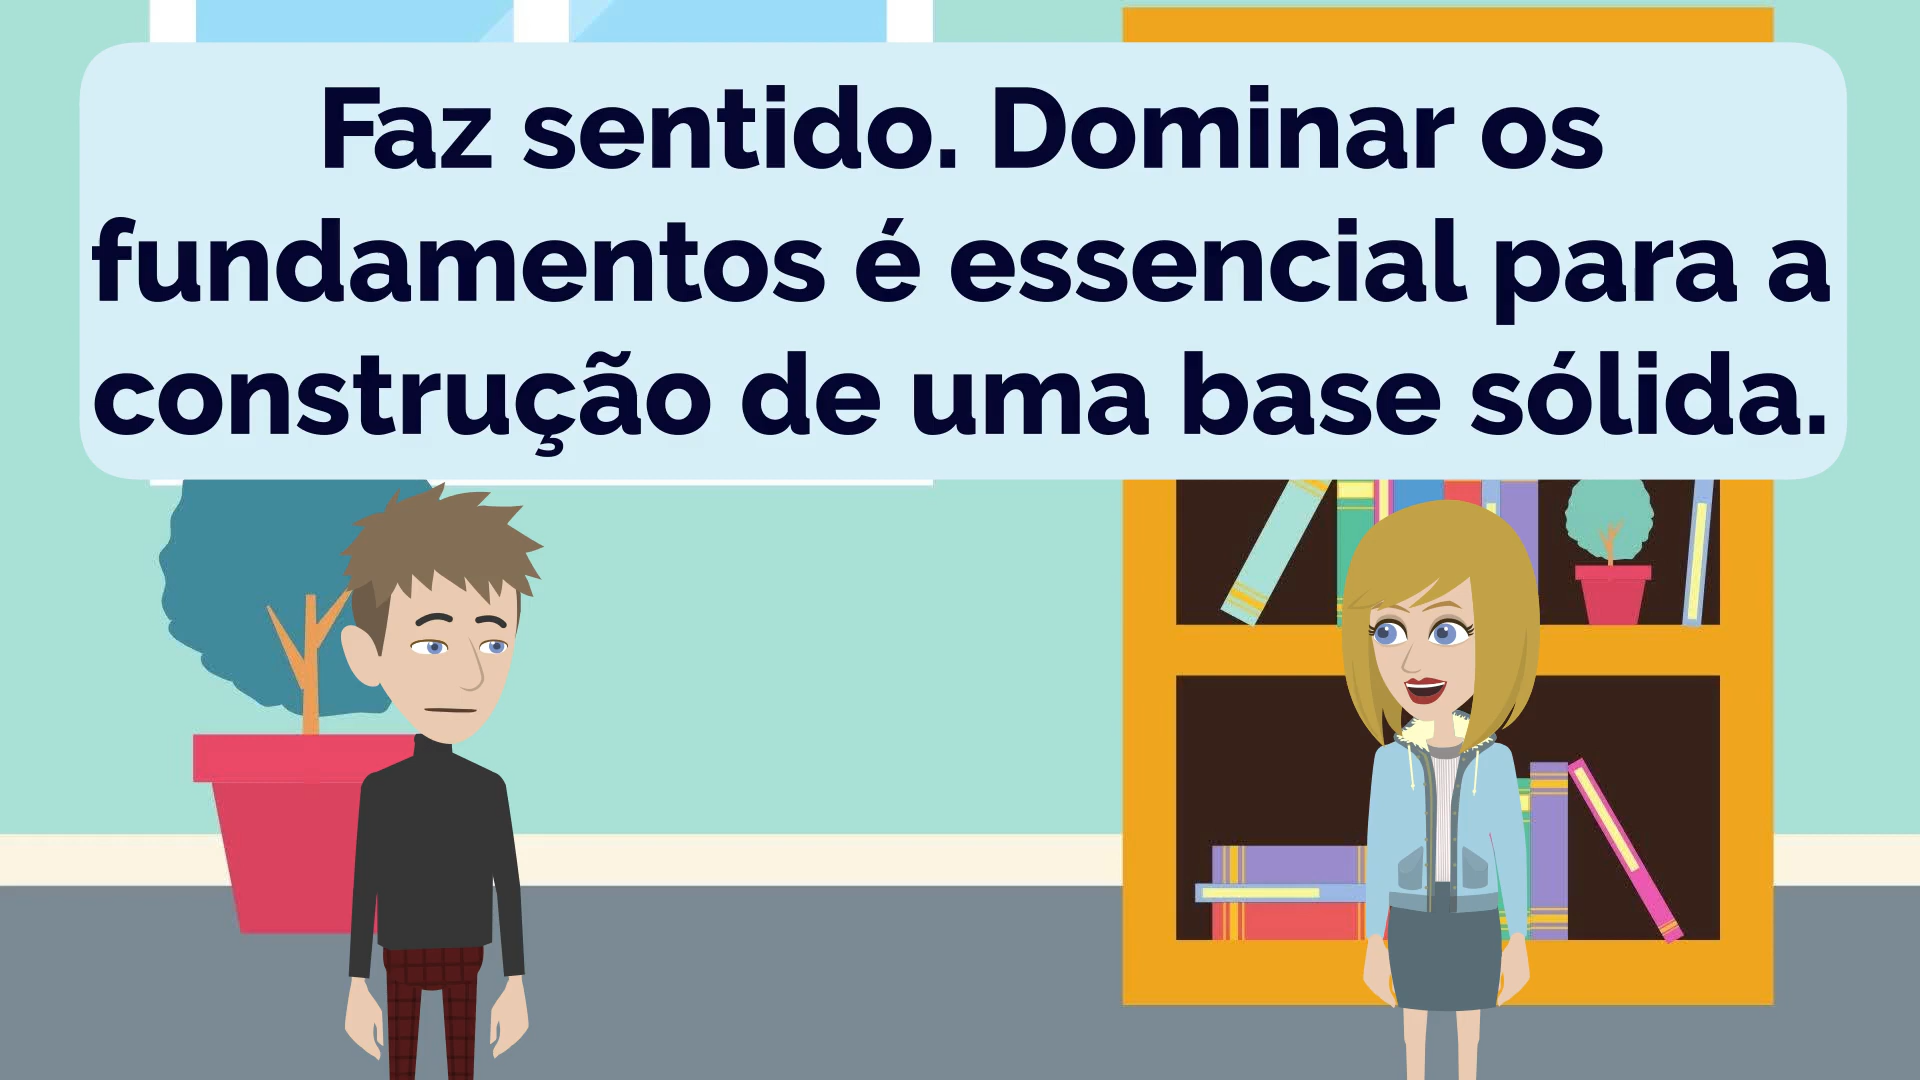 Faz sentido. Dominar os
fundamentos é essencial para a
construção de uma base sólida.